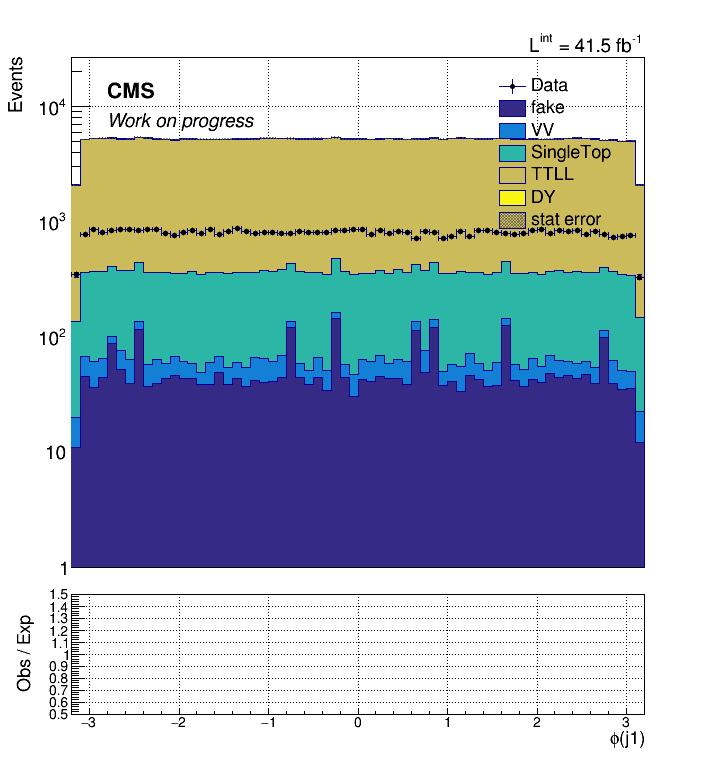 L^int = 41.5 fb^-1
Events
CMS
Work on progress
Data
fake
VV
SingleTop
TTLL
DY
stat error
10^4
10^3
10^2
10
1
Obs / Exp
1.5
1.4
1.3
1.2
1.1
1
0.9
0.8
0.7
0.6
0.5
−3 −2 −1 0 1 2 3
ϕ(j1)